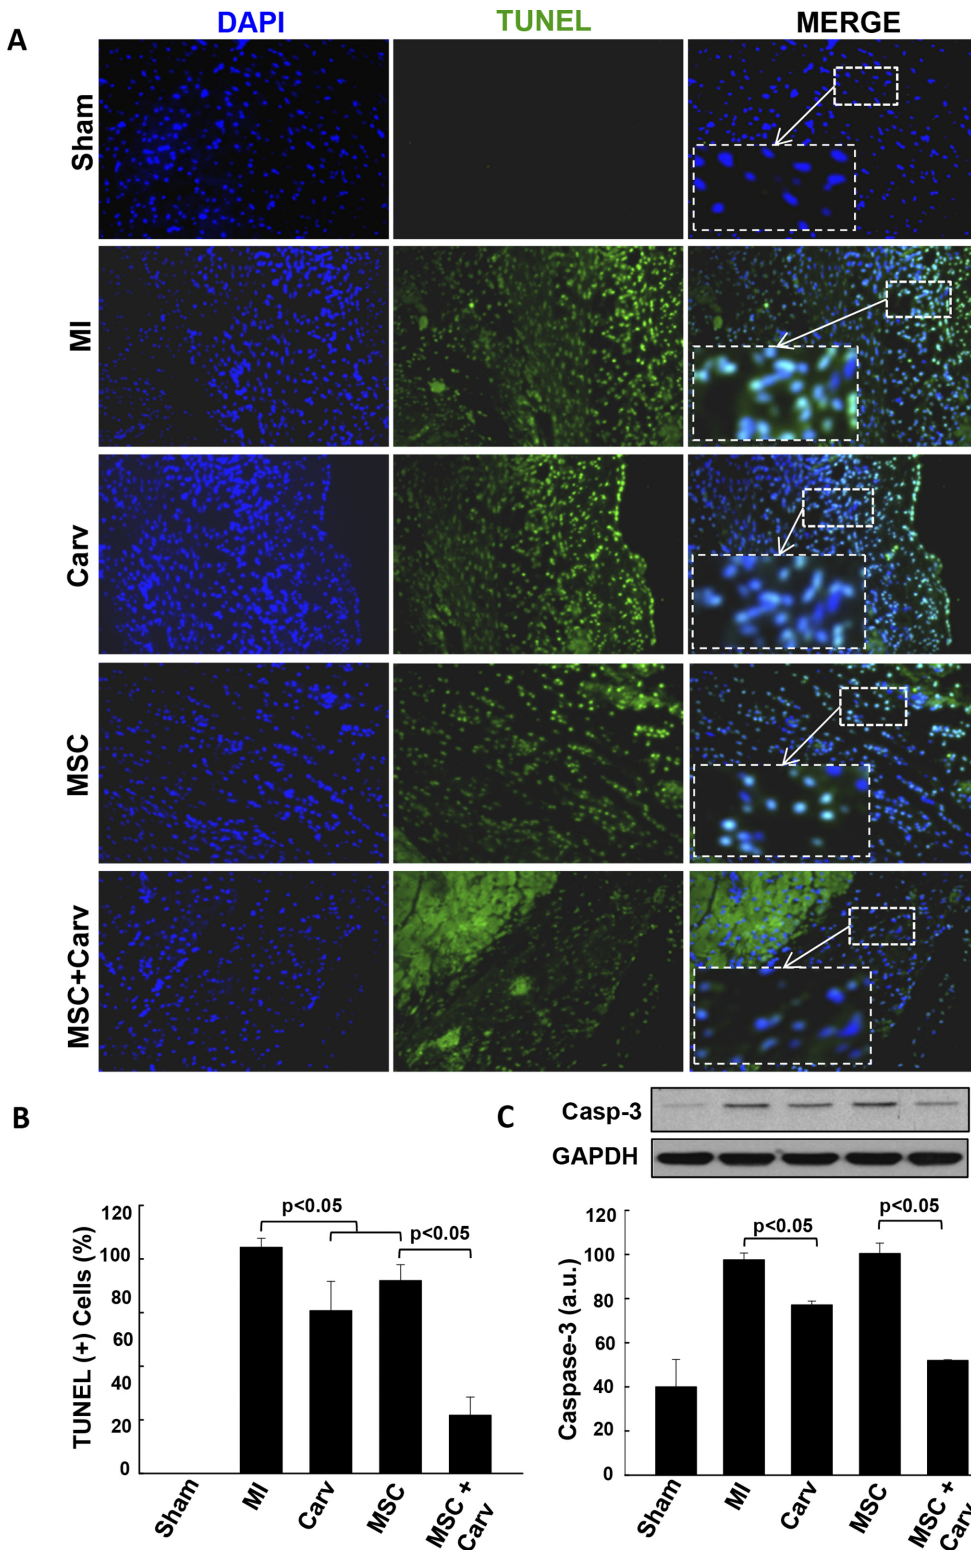 A
DAPI
TUNEL
MERGE
Sham
MI
Carv
MSC
MSC+Carv
B
TUNEL (+) Cells (%)
120
100
80
60
40
20
0
p<0.05
p<0.05
Sham
MI
Carv
MSC
MSC +
Carv
C
Casp-3
GAPDH
Caspase-3 (a.u.)
120
100
80
60
40
20
0
p<0.05
p<0.05
Sham
MI
Carv
MSC
MSC +
Carv